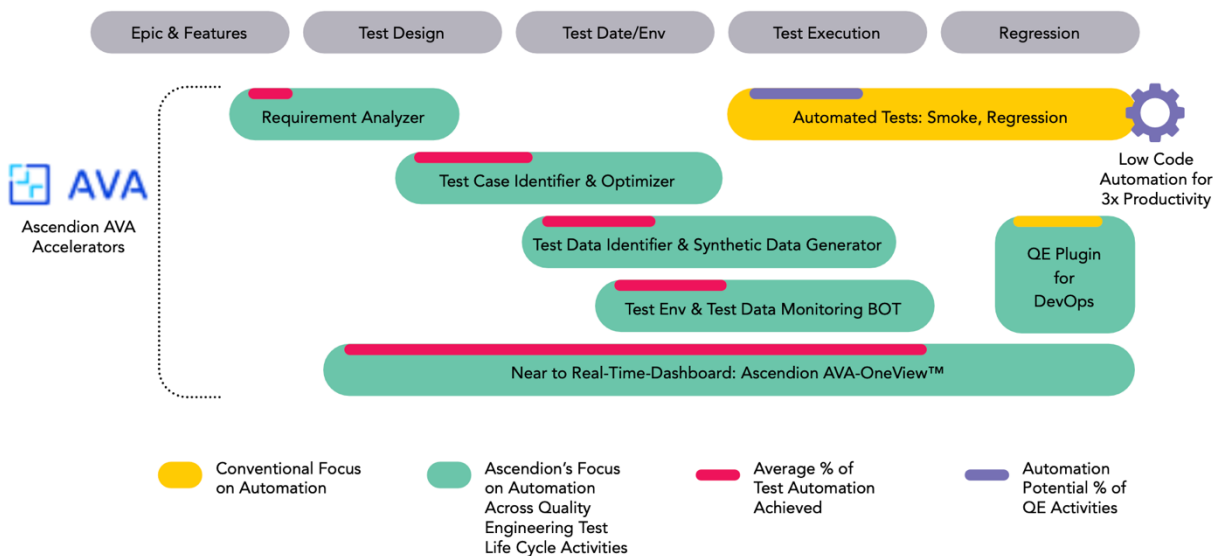 Epic & Features
Test Design
Test Date/Env
Test Execution
Regression
Requirement Analyzer
Automated Tests: Smoke, Regression
Low Code
Automation for
3x Productivity
Test Case Identifier & Optimizer
AVA
Ascendion AVA
Accelerators
Test Data Identifier & Synthetic Data Generator
QE Plugin
for
DevOps
Test Env & Test Data Monitoring BOT
Near to Real-Time-Dashboard: Ascendion AVA-OneView™
Conventional Focus
on Automation
Ascendion's Focus
on Automation
Across Quality
Engineering Test
Life Cycle Activities
Average % of
Test Automation
Achieved
Automation
Potential % of
QE Activities